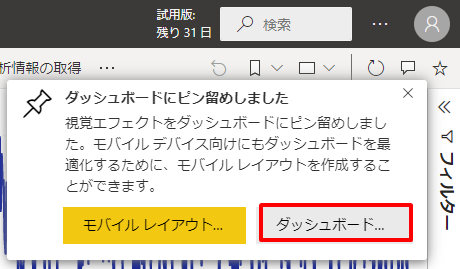 試用版:
残り 31 日
検索
析情報の取得
ダッシュボードにピン留めしました
視覚エフェクトをダッシュボードにピン留めしまし
た。モバイル デバイス向けにもダッシュボードを最
適化するために、モバイル レイアウトを作成するこ
とができます。
モバイル レイアウト...
ダッシュボード...
フィルター